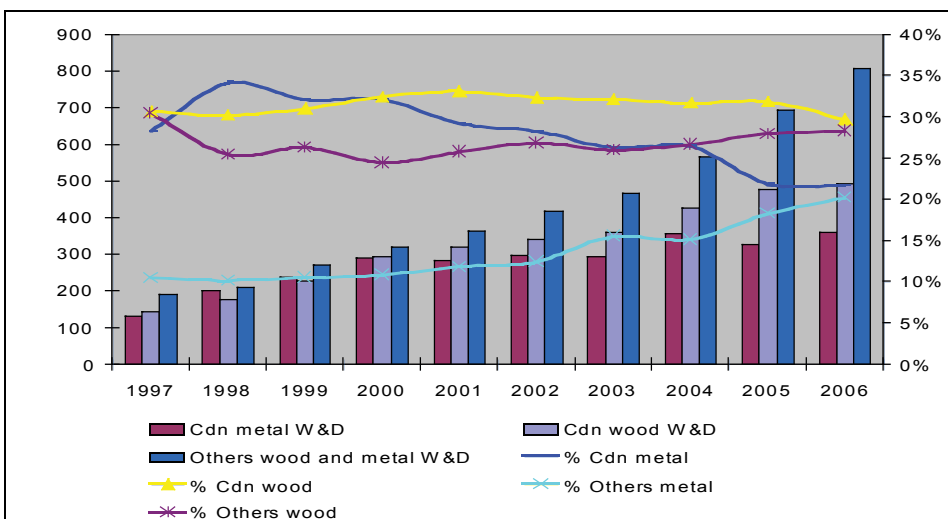 900 40%
800 35%
700 30%
600 25%
500
400 20%
300 15%
200 10%
100 5%
0 0%
1997 1998 1999 2000 2001 2002 2003 2004 2005 2006
Cdn metal W&D Cdn wood W&D
Others wood and metal W&D % Cdn metal
% Cdn wood % Others metal
% Others wood